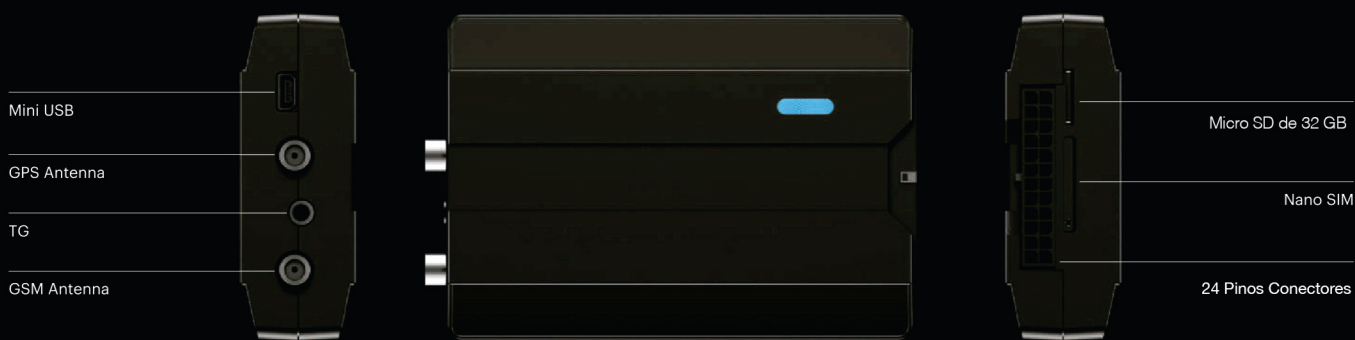 Mini USB
GPS Antenna
TG
GSM Antenna
Micro SD de 32 GB
Nano SIM
24 Pinos Conectores